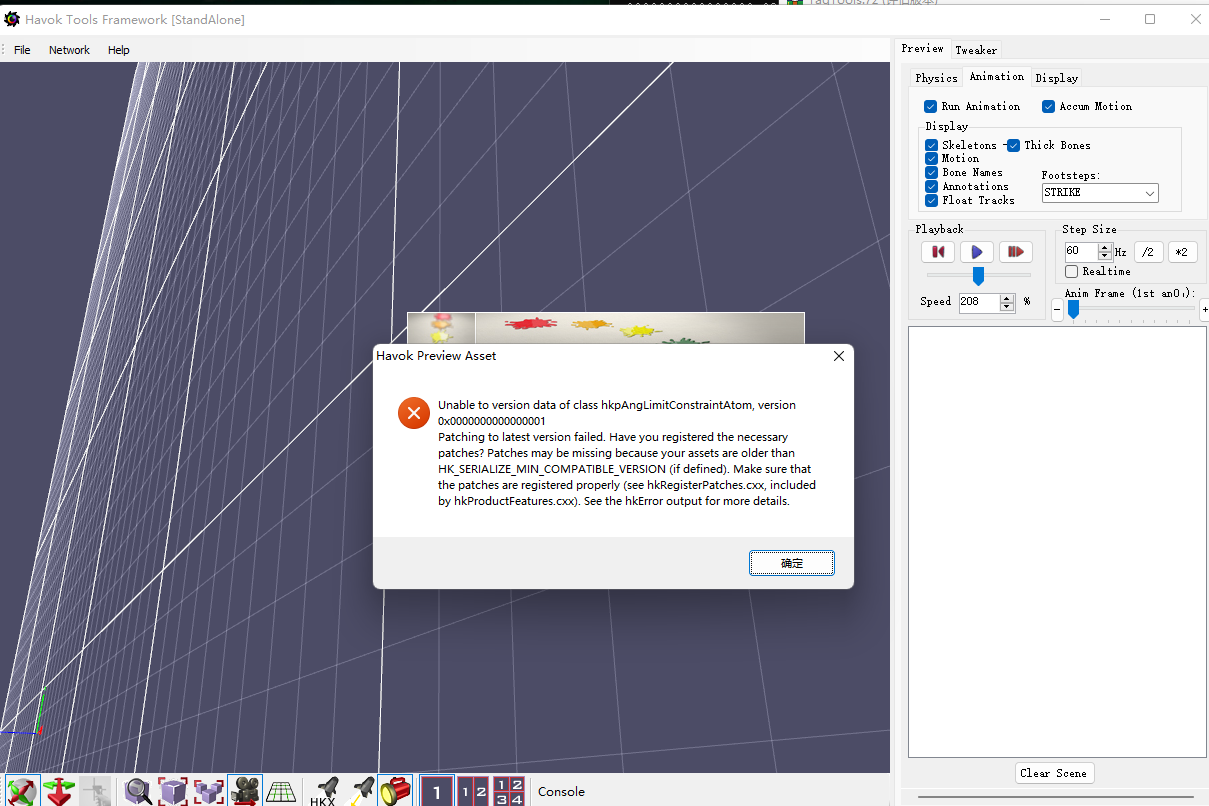 Havok Tools Framework [StandAlone]
File Network Help
Preview Tweaker
Physics Animation Display
Run Animation Accum Motion
Display
Skeletons - Thick Bones
Motion
Bone Names
Annotations
Float Tracks
Footsteps:
STRIKE
Playback
Speed 208 %
Step Size
60 Hz /2 *2
Realtime
Anim Frame (1st an0↓):
- +
Havok Preview Asset
Unable to version data of class hkpAngLimitConstraintAtom, version
0x0000000000000001
Patching to latest version failed. Have you registered the necessary
patches? Patches may be missing because your assets are older than
HK_SERIALIZE_MIN_COMPATIBLE_VERSION (if defined). Make sure that
the patches are registered properly (see hkRegisterPatches.cxx, included
by hkProductFeatures.cxx). See the hkError output for more details.
确定
Clear Scene
HKX 1 1 2 1 2 Console
3 4